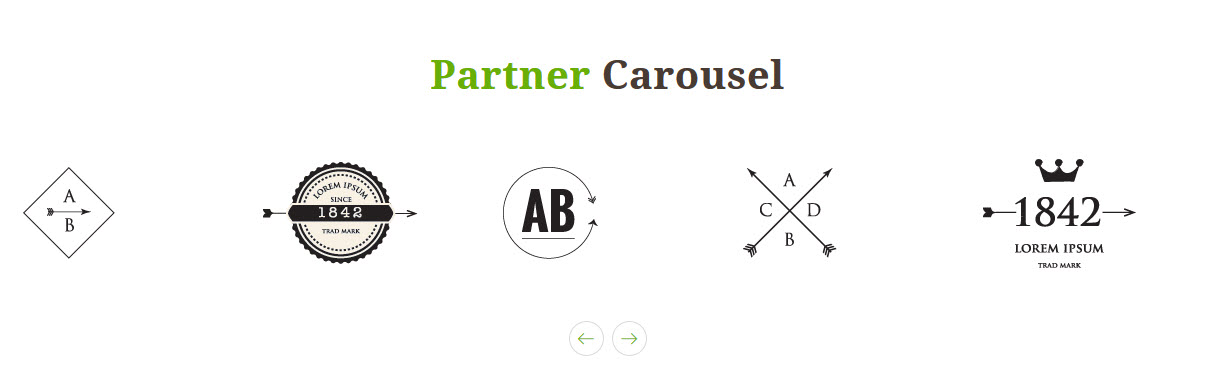 Partner Carousel
A
B
LOREM IPSUM
SINCE
1842
TRAD MARK
AB
A
C D
B
1842
LOREM IPSUM
TRAD MARK